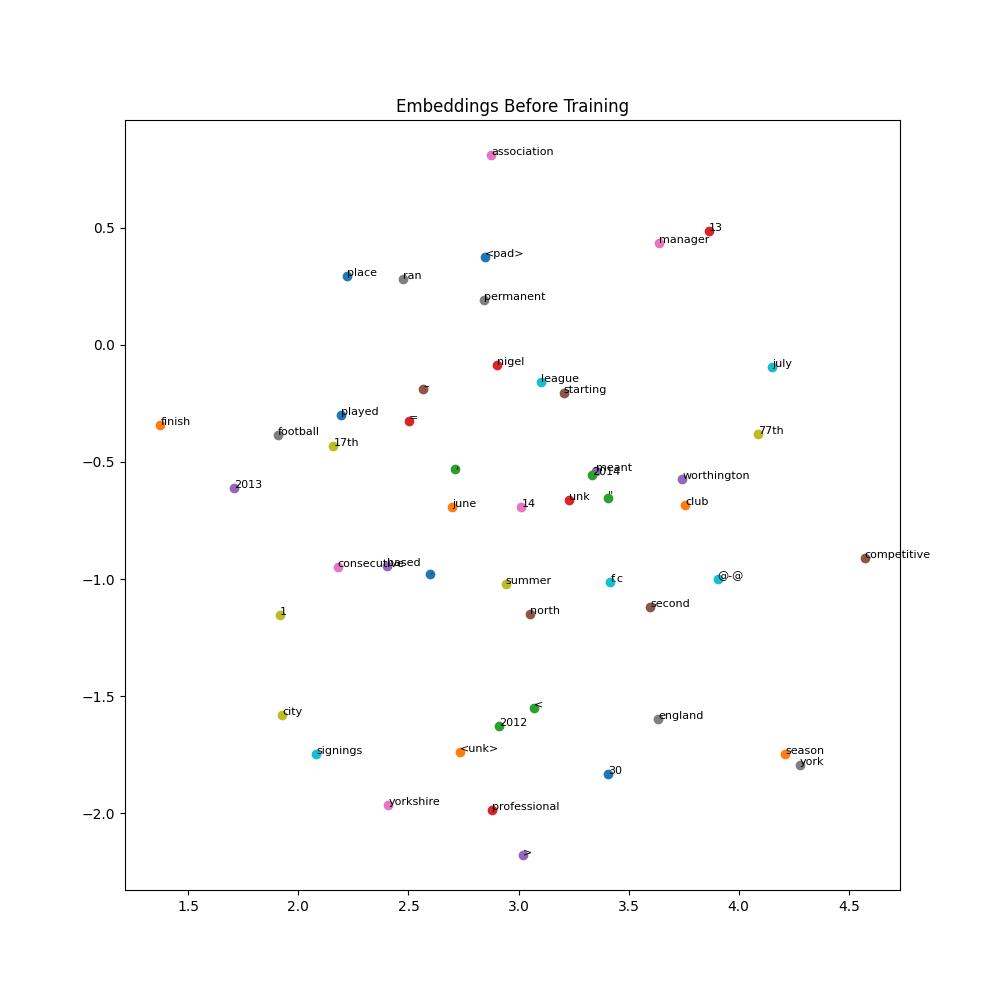 Embeddings Before Training
association
13
manager
<pad>
place
ran
permanent
nigel
league
july
starting
-
played
=
finish
football
17th
77th
meant
2014
worthington
2013
"
unk
club
june
14
competitive
consecutive
based
@-@
f.c
summer
second
north
1
<
city
england
2012
signings
<unk>
season
york
30
yorkshire
professional
>
0.5
0.0
−0.5
−1.0
−1.5
−2.0
1.5 2.0 2.5 3.0 3.5 4.0 4.5